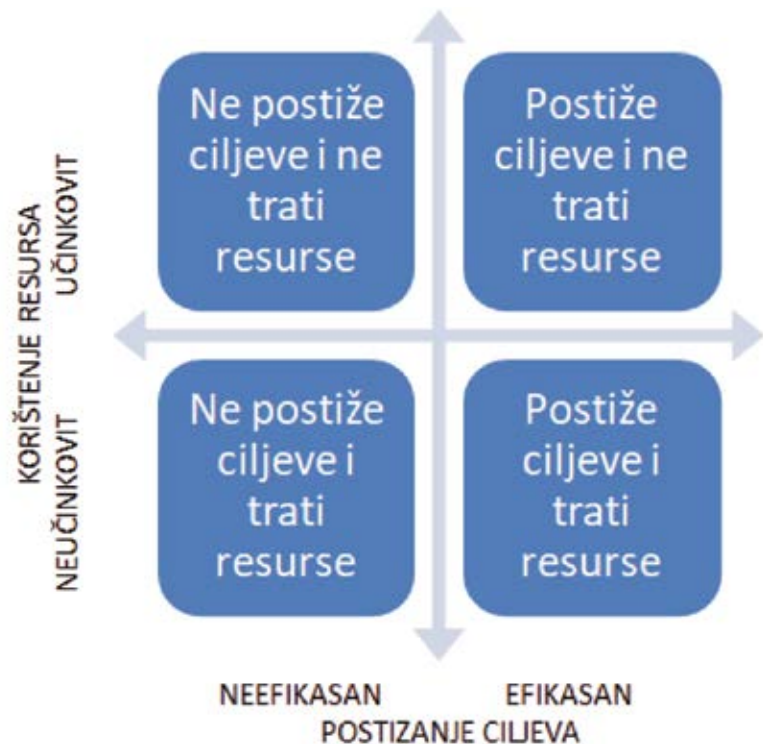 Ne postiže
ciljeve i ne
trati
resurse
Postiže
ciljeve i ne
trati
resurse
KORIŠTENJE RESURSA
UČINKOVIT
NEUČINKOVIT
Ne postiže
ciljeve i
trati
resurse
Postiže
ciljeve i
trati
resurse
NEEFIKASAN
EFIKASAN
POSTIZANJE CILJEVA